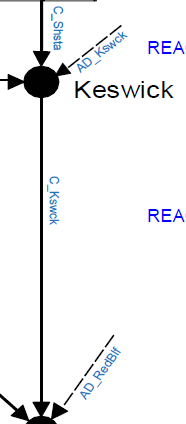 C_Shsta
AD_Kswck
REA
Keswick
C_Kswck
REA
AD_RedBlf